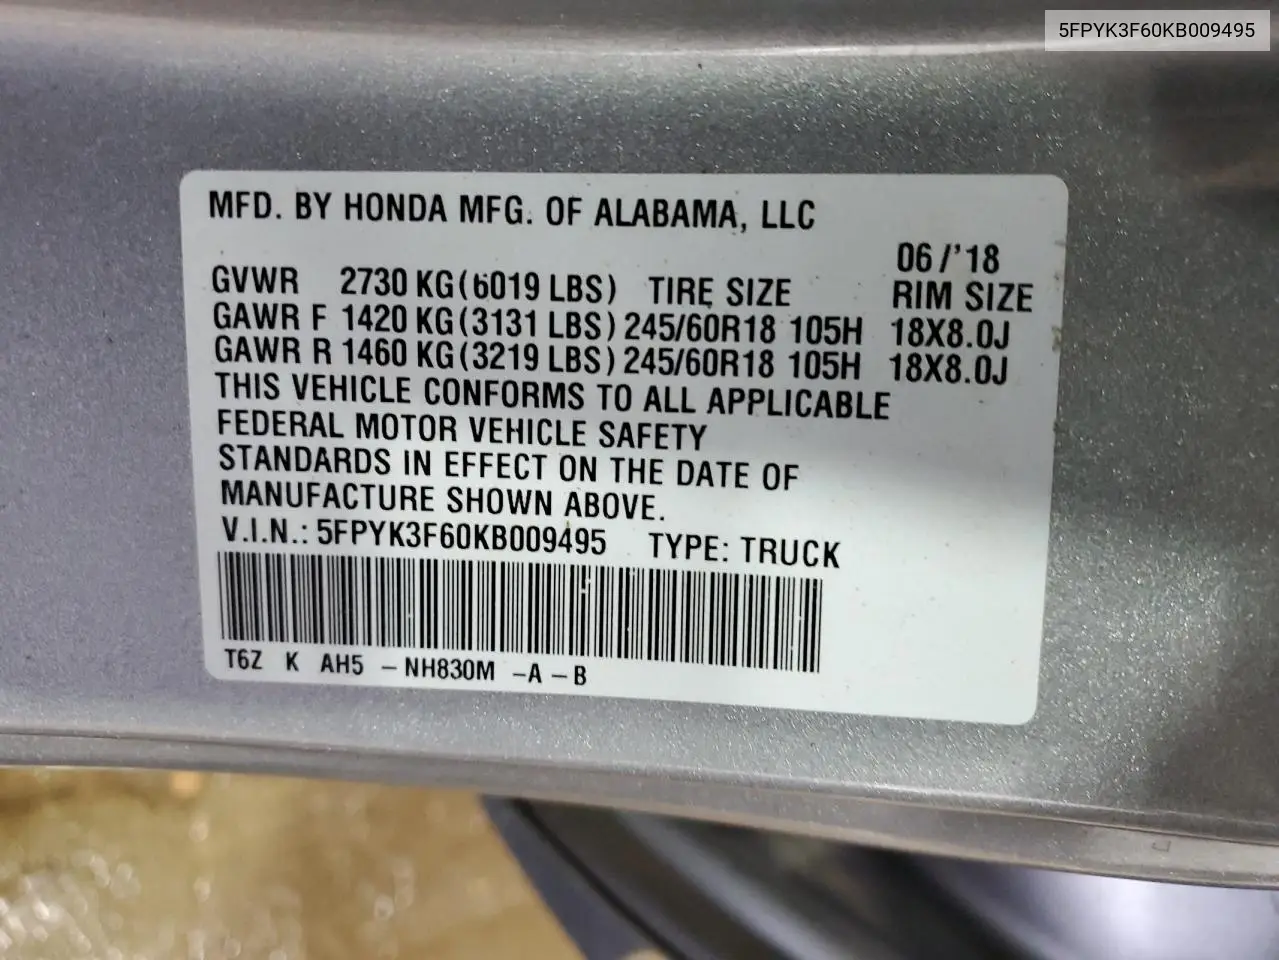 5FPYK3F60KB009495
MFD. BY HONDA MFG. OF ALABAMA, LLC
06/'18
GVWR 2730 KG(6019 LBS) TIRE SIZE RIM SIZE
GAWR F 1420 KG(3131 LBS) 245/60R18 105H 18X8.0J
GAWR R 1460 KG(3219 LBS) 245/60R18 105H 18X8.0J
THIS VEHICLE CONFORMS TO ALL APPLICABLE
FEDERAL MOTOR VEHICLE SAFETY
STANDARDS IN EFFECT ON THE DATE OF
MANUFACTURE SHOWN ABOVE.
V.I.N.: 5FPYK3F60KB009495 TYPE: TRUCK
T6Z K AH5 -NH830M -A-B